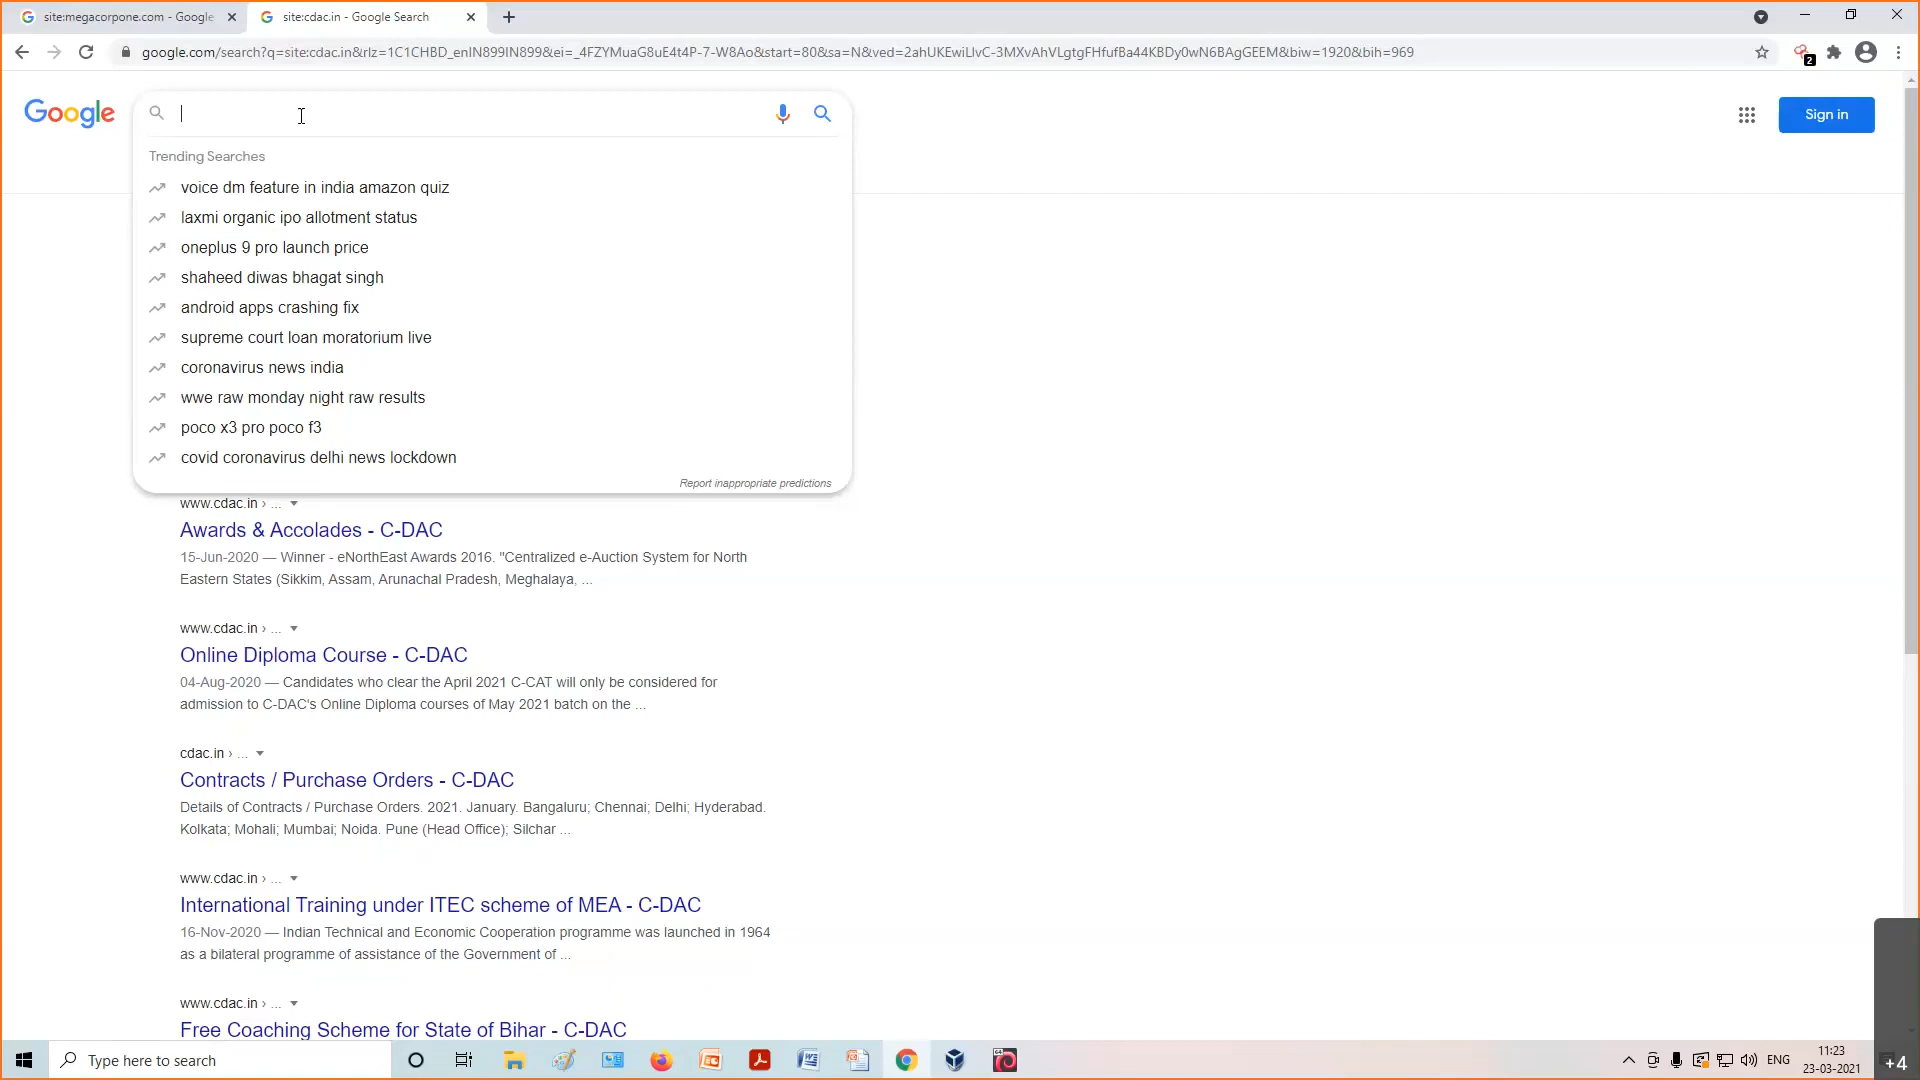 site:megacorpone.com - Google
site:cdac.in - Google Search
google.com/search?q=site:cdac.in&rlz=1C1CHBD_enIN899IN899&ei=_4FZYMuaG8uE4t4P-7-W8Ao&start=80&sa=N&ved=2ahUKEwiLlvC-3MXvAhVLgtgFHfufBa44KBDy0wN6BAgGEEM&biw=1920&bih=969
2
Google
Sign in
Trending Searches
voice dm feature in india amazon quiz
laxmi organic ipo allotment status
oneplus 9 pro launch price
shaheed diwas bhagat singh
android apps crashing fix
supreme court loan moratorium live
coronavirus news india
wwe raw monday night raw results
poco x3 pro poco f3
covid coronavirus delhi news lockdown
Report inappropriate predictions
www.cdac.in › ...
Awards & Accolades - C-DAC
15-Jun-2020 — Winner - eNorthEast Awards 2016. "Centralized e-Auction System for North
Eastern States (Sikkim, Assam, Arunachal Pradesh, Meghalaya, ...
www.cdac.in › ...
Online Diploma Course - C-DAC
04-Aug-2020 — Candidates who clear the April 2021 C-CAT will only be considered for
admission to C-DAC's Online Diploma courses of May 2021 batch on the ...
cdac.in › ...
Contracts / Purchase Orders - C-DAC
Details of Contracts / Purchase Orders. 2021. January. Bangaluru; Chennai; Delhi; Hyderabad.
Kolkata; Mohali; Mumbai; Noida. Pune (Head Office); Silchar ...
www.cdac.in › ...
International Training under ITEC scheme of MEA - C-DAC
16-Nov-2020 — Indian Technical and Economic Cooperation programme was launched in 1964
as a bilateral programme of assistance of the Government of ...
www.cdac.in › ...
Free Coaching Scheme for State of Bihar - C-DAC
Type here to search
ENG
11:23
23-03-2021
+4